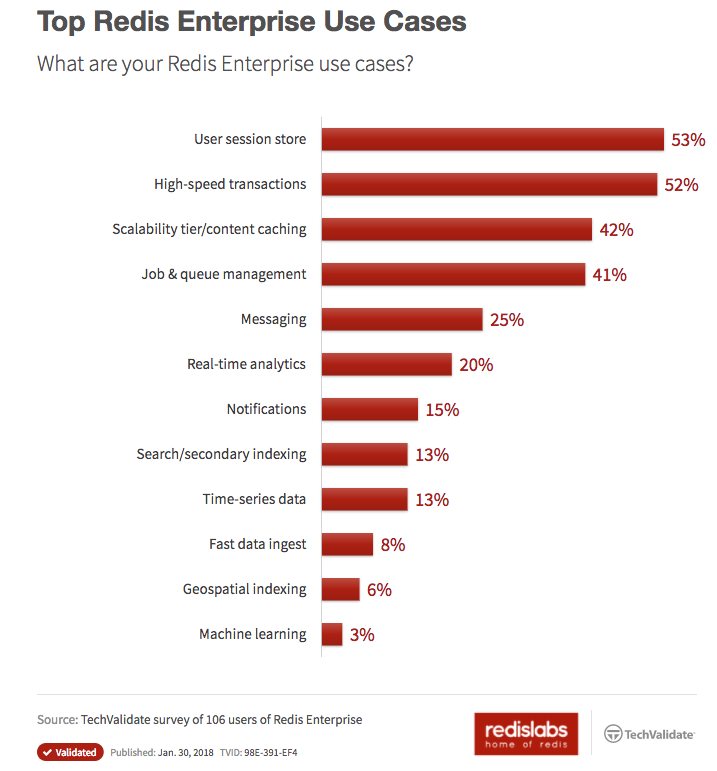 Top Redis Enterprise Use Cases
What are your Redis Enterprise use cases?
User session store 53%
High-speed transactions 52%
Scalability tier/content caching 42%
Job & queue management 41%
Messaging 25%
Real-time analytics 20%
Notifications 15%
Search/secondary indexing 13%
Time-series data 13%
Fast data ingest 8%
Geospatial indexing 6%
Machine learning 3%
Source: TechValidate survey of 106 users of Redis Enterprise
Validated Published: Jan. 30, 2018 TVID: 98E-391-EF4
redislabs
home of redis
TechValidate